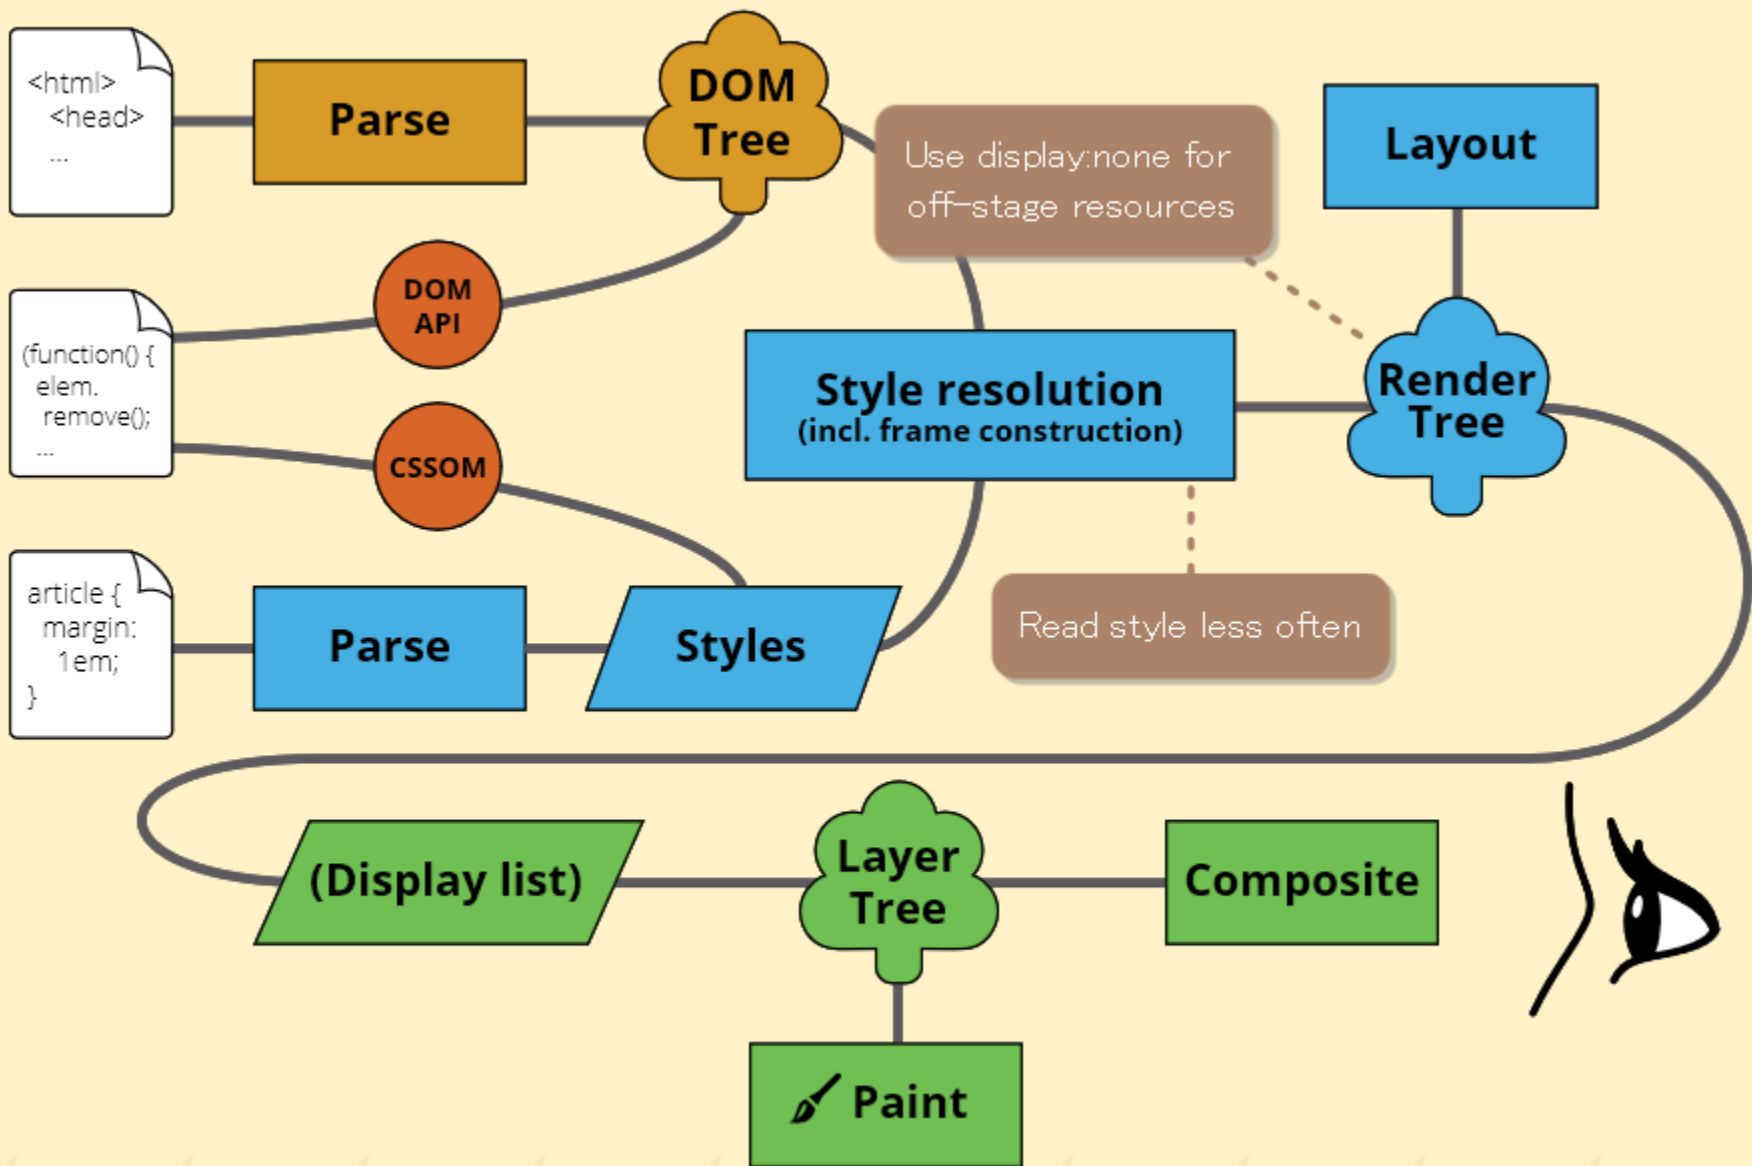 <html>
<head>
...
Parse
DOM
Tree
Use display:none for
off-stage resources
Layout
(function() {
elem.
remove();
...
DOM
API
CSSOM
Style resolution
(incl. frame construction)
Render
Tree
article {
margin:
1em;
}
Parse
Styles
Read style less often
(Display list)
Layer
Tree
Composite
Paint